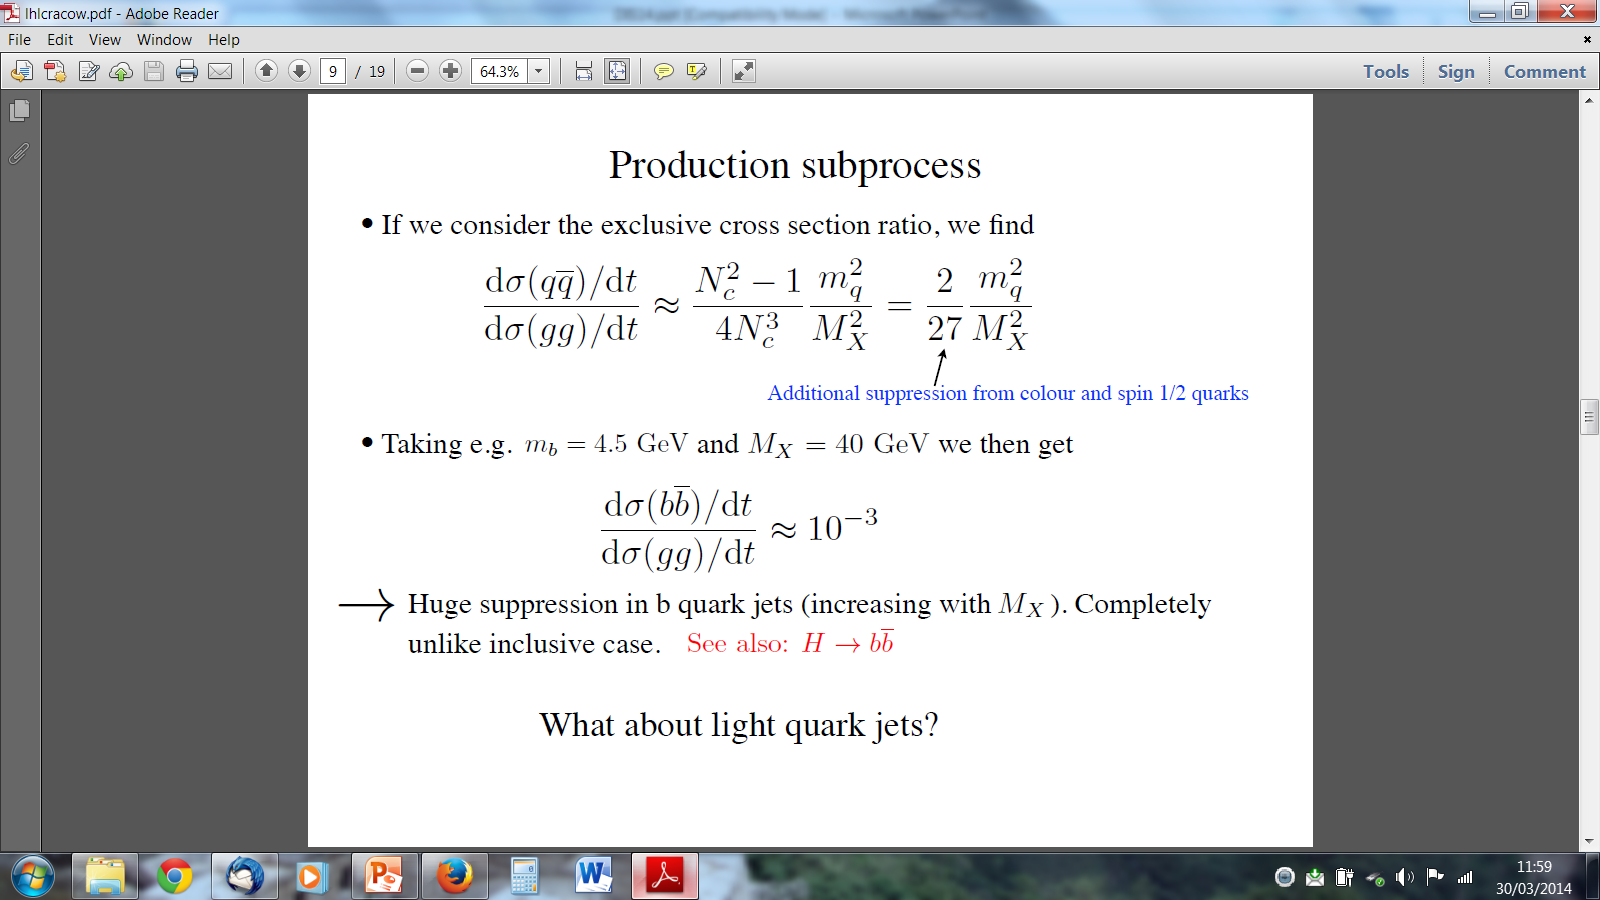 lhlcracow.pdf - Adobe Reader
File Edit View Window Help
9 / 19 64.3% Tools Sign Comment
Production subprocess
• If we consider the exclusive cross section ratio, we find
dσ(qq̅)/dt / dσ(gg)/dt ≈ (N_c^2 − 1)/(4N_c^3) m_q^2/M_X^2 = 2/27 m_q^2/M_X^2
Additional suppression from colour and spin 1/2 quarks
• Taking e.g. m_b = 4.5 GeV and M_X = 40 GeV we then get
dσ(bb̅)/dt / dσ(gg)/dt ≈ 10^−3
→ Huge suppression in b quark jets (increasing with M_X ). Completely
unlike inclusive case. See also: H → bb̅
What about light quark jets?
11:59
30/03/2014